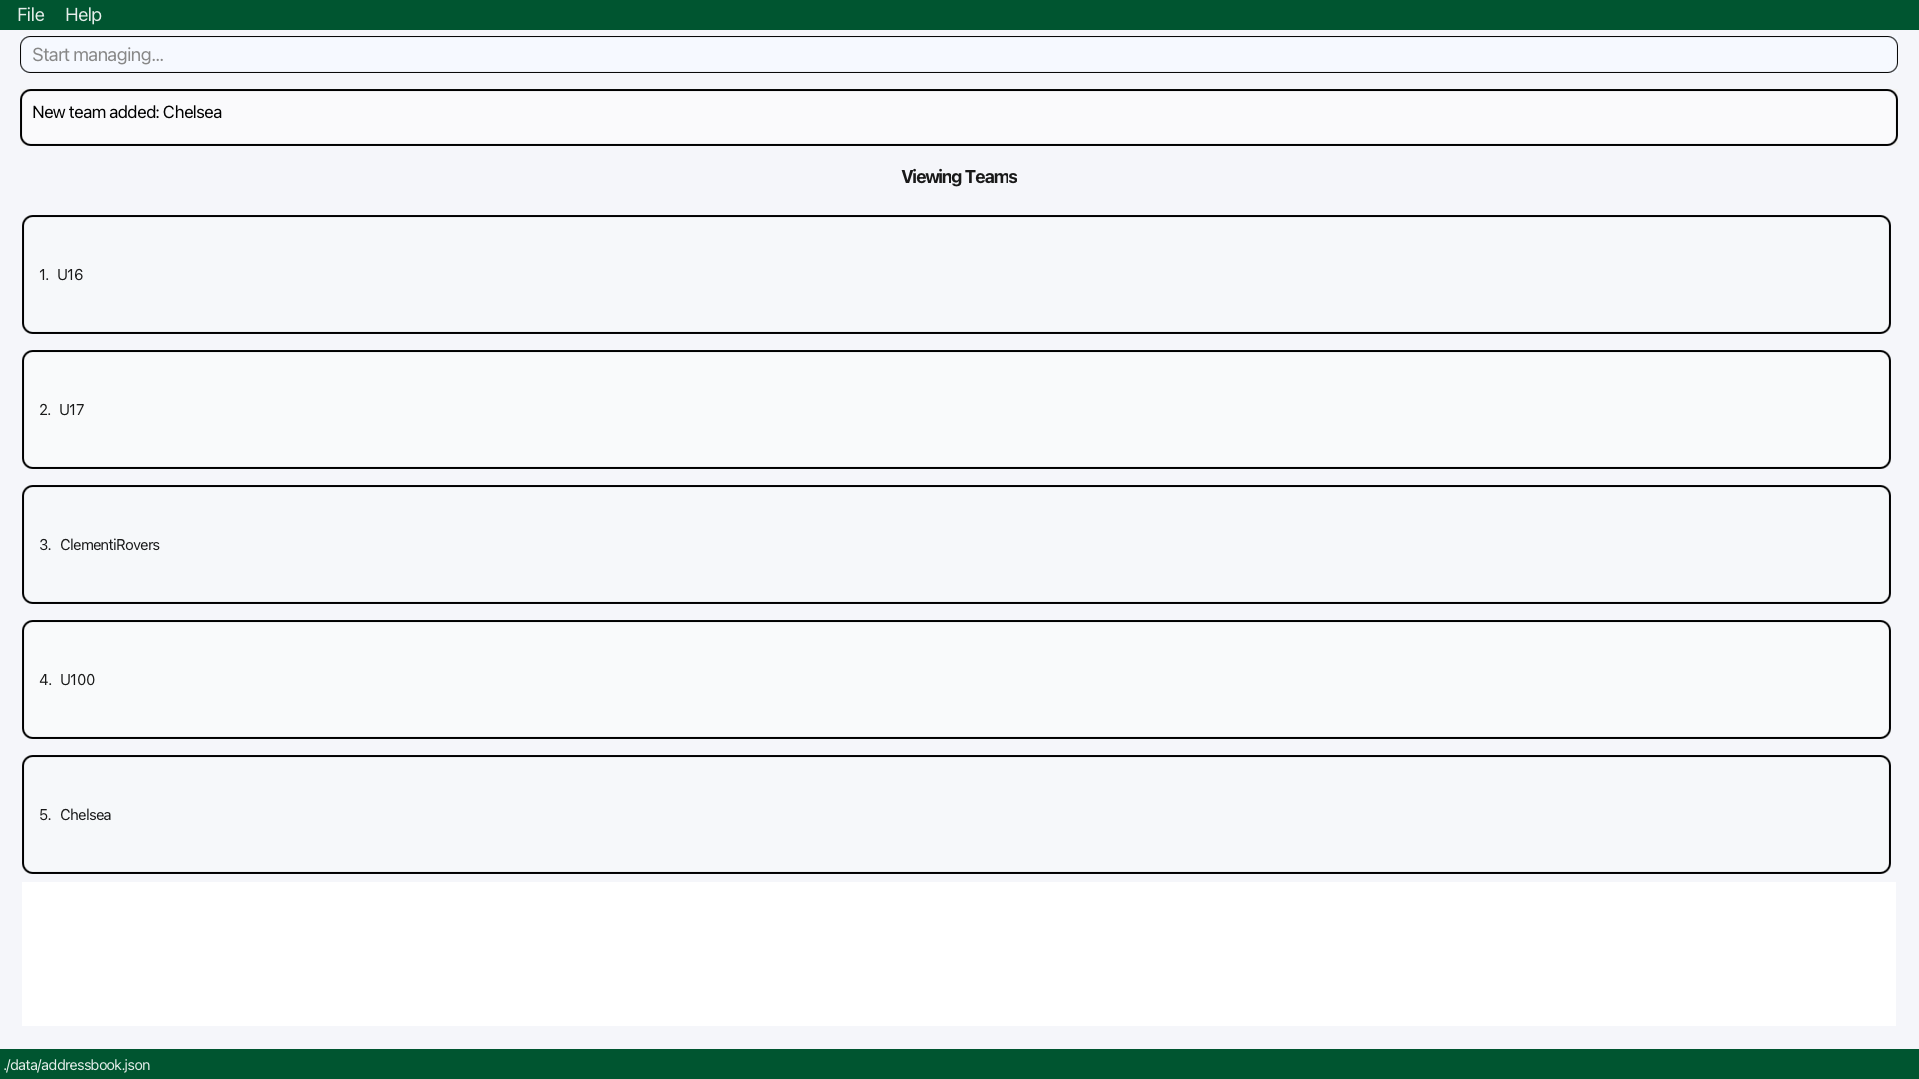 File Help
Start managing...
New team added: Chelsea
Viewing Teams
1. U16
2. U17
3. ClementiRovers
4. U100
5. Chelsea
./data/addressbook.json